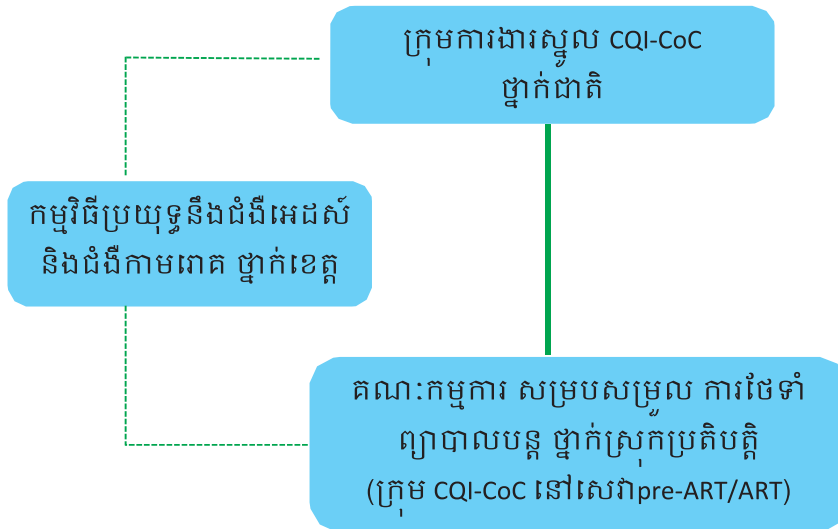 ក្រុមការងារស្នូល CQI-CoC
ថ្នាក់ជាតិ
កម្មវិធីប្រយុទ្ធនឹងជំងឺអេដស៍
និងជំងឺកាមរោគ ថ្នាក់ខេត្ត
គណៈកម្មការ សម្របសម្រួល ការថែទាំ
ព្យាបាលបន្ត ថ្នាក់ស្រុកប្រតិបត្តិ
(ក្រុម CQI-CoC នៅសេវាpre-ART/ART)